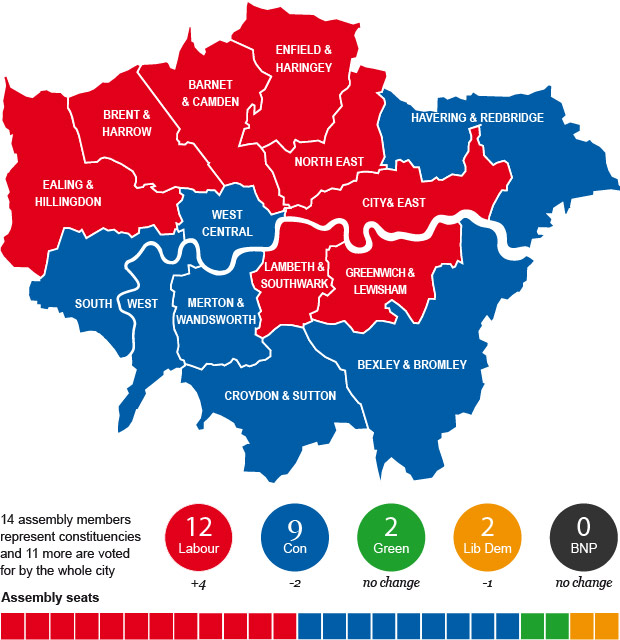 ENFIELD &
HARINGEY
BARNET
& CAMDEN
BRENT &
HARROW
HAVERING & REDBRIDGE
NORTH EAST
EALING &
HILLINGDON
CITY& EAST
WEST
CENTRAL
LAMBETH &
SOUTHWARK
GREENWICH &
LEWISHAM
SOUTH WEST
MERTON &
WANDSWORTH
BEXLEY & BROMLEY
CROYDON & SUTTON
14 assembly members
represent constituencies
and 11 more are voted
for by the whole city
12
Labour
+4
9
Con
-2
2
Green
no change
2
Lib Dem
-1
0
BNP
no change
Assembly seats